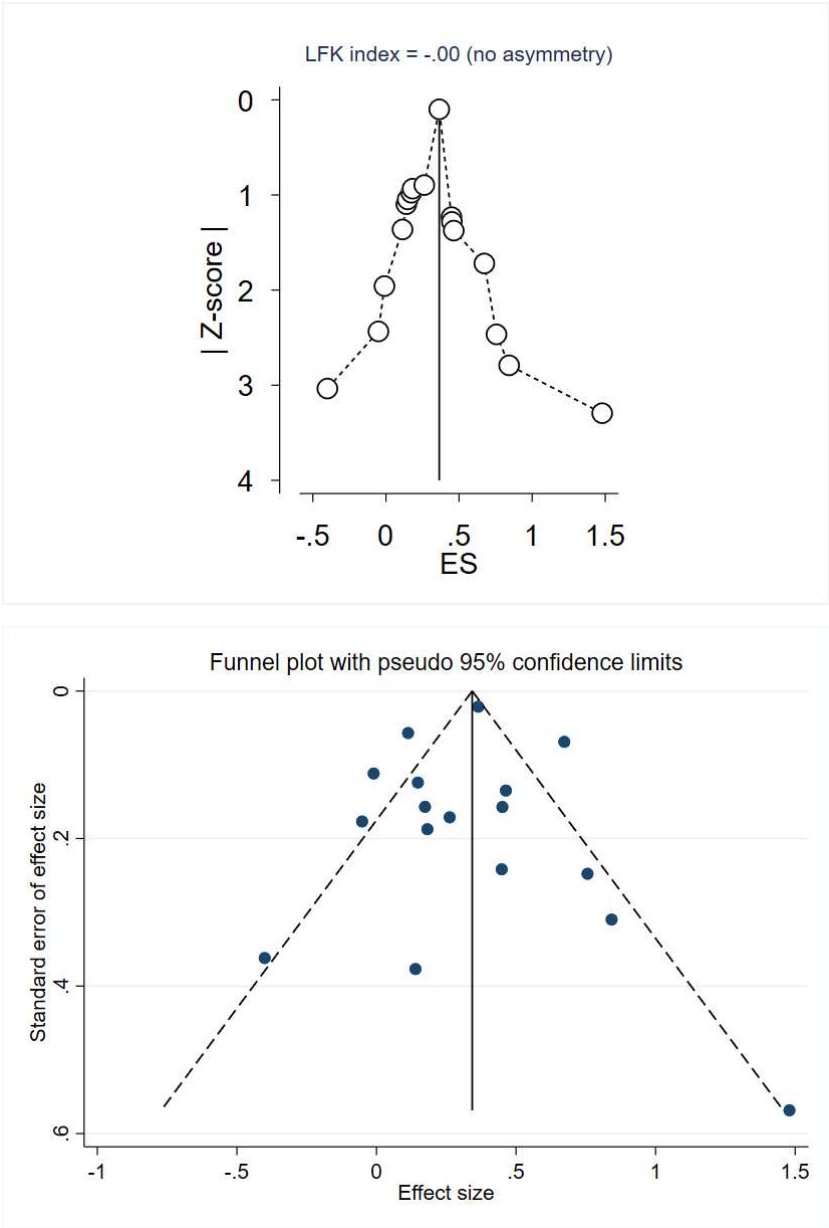 LFK index = -.00 (no asymmetry)
0
1
2
3
4
| Z-score |
-.5 0 .5 1 1.5
ES
Funnel plot with pseudo 95% confidence limits
0
.2
.4
.6
Standard error of effect size
-1 -.5 0 .5 1 1.5
Effect size